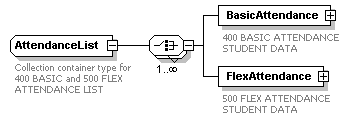 BasicAttendance
400 BASIC ATTENDANCE
STUDENT DATA
AttendanceList
Collection container type for
400 BASIC and 500 FLEX
ATTENDANCE LIST
1..∞
FlexAttendance
500 FLEX ATTENDANCE
STUDENT DATA